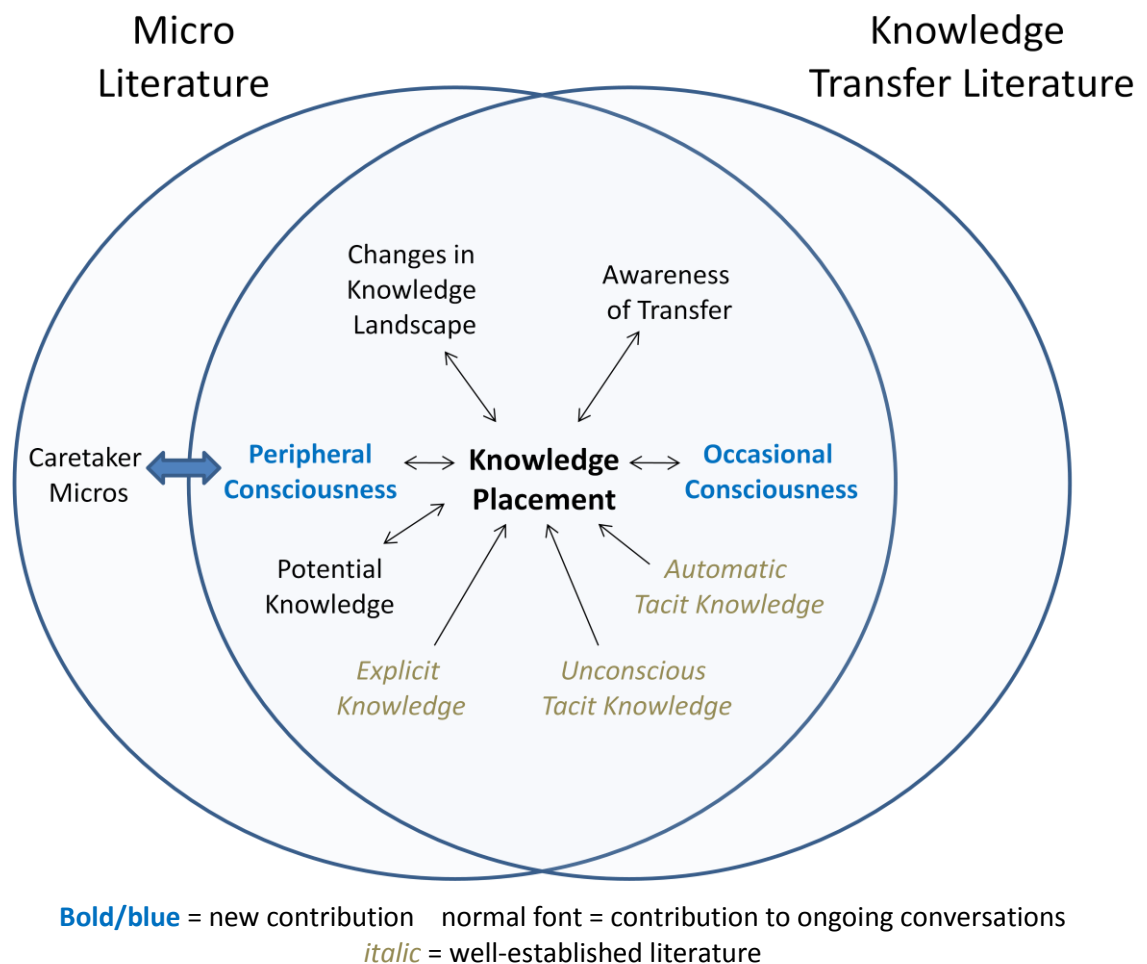 Micro
Literature
Knowledge
Transfer Literature
Changes in
Knowledge
Landscape
Awareness
of Transfer
Caretaker
Micros
Peripheral
Consciousness
Knowledge
Placement
Occasional
Consciousness
Potential
Knowledge
Automatic
Tacit Knowledge
Explicit
Knowledge
Unconscious
Tacit Knowledge
Bold/blue = new contribution normal font = contribution to ongoing conversations
italic = well-established literature